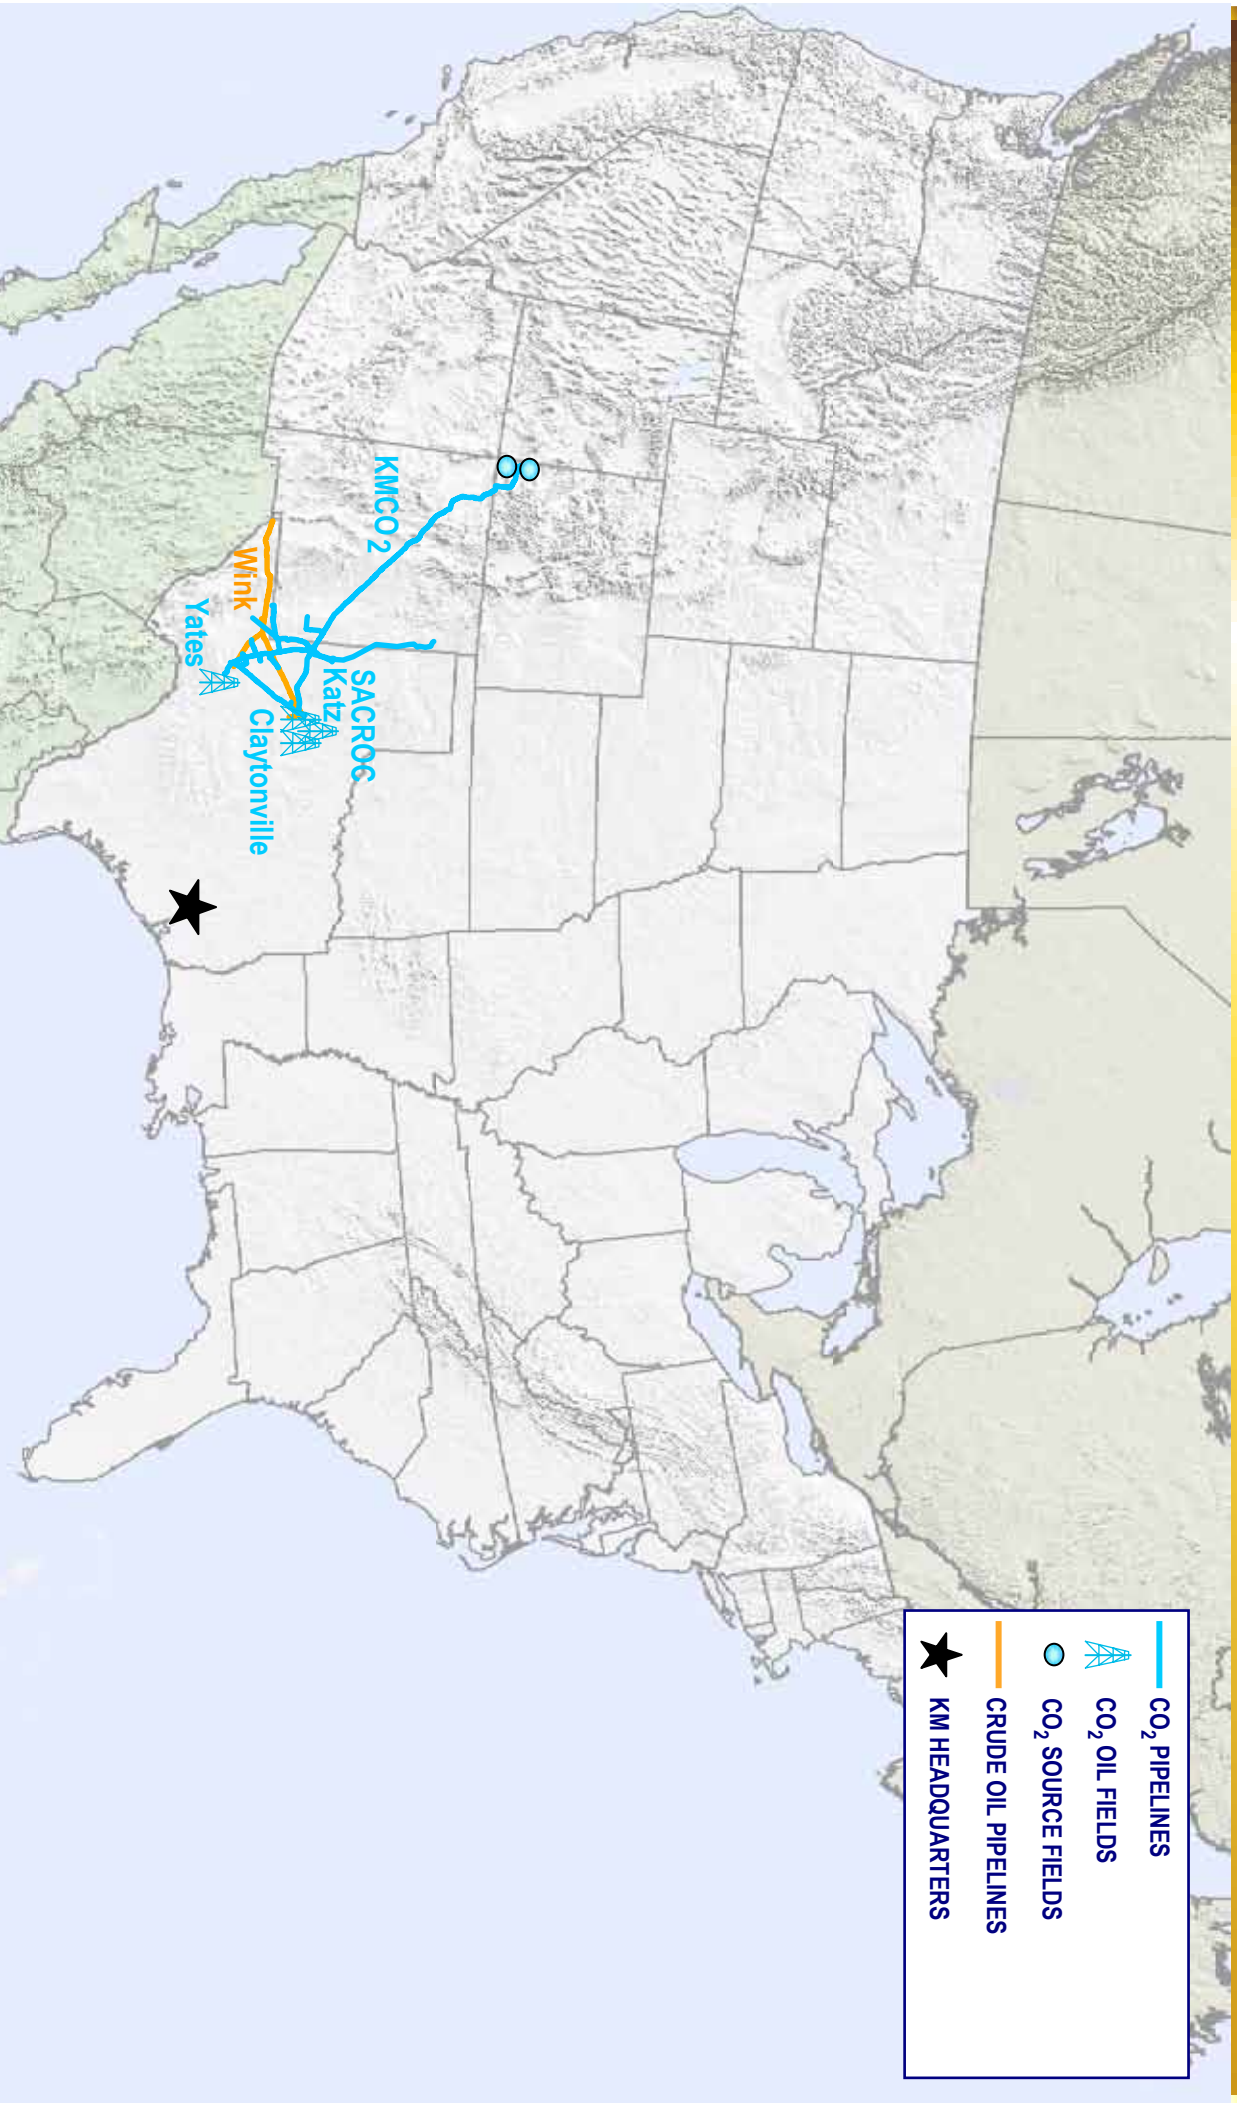 CO₂ PIPELINES
CO₂ OIL FIELDS
CO₂ SOURCE FIELDS
CRUDE OIL PIPELINES
KM HEADQUARTERS
KMCO₂
SACROC
Katz
Claytonville
Wink
Yates